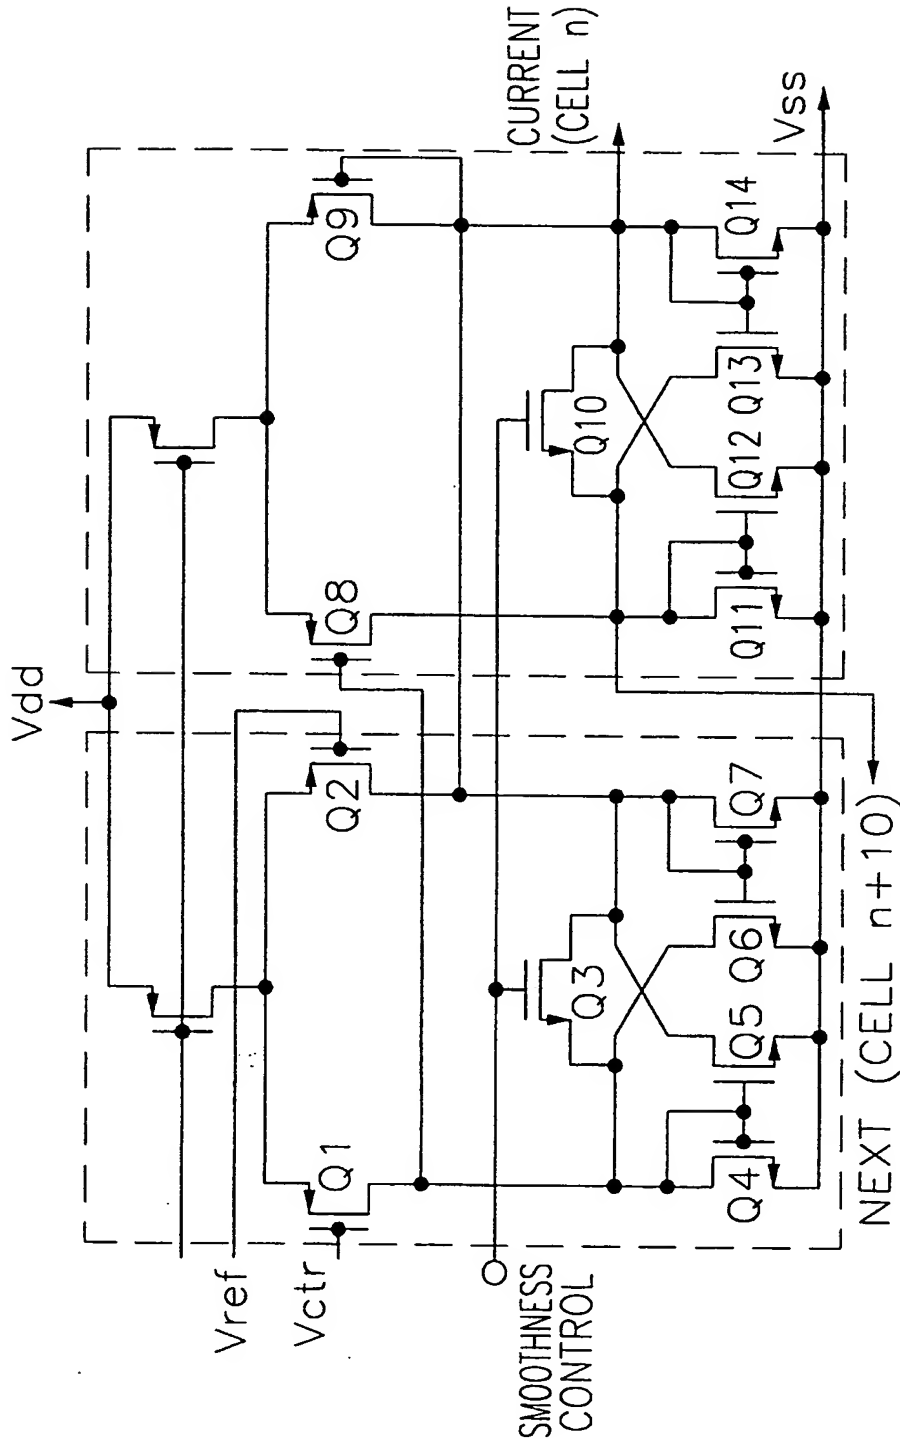 Vdd
CURRENT
(CELL n)
Vss
Q9
Q8
Q14
Q13
Q10
Q12
Q11
Q2
Q1
Q7
Q6
Q3
Q5
Q4
Vref
Vctr
SMOOTHNESS
CONTROL
NEXT (CELL n+10)